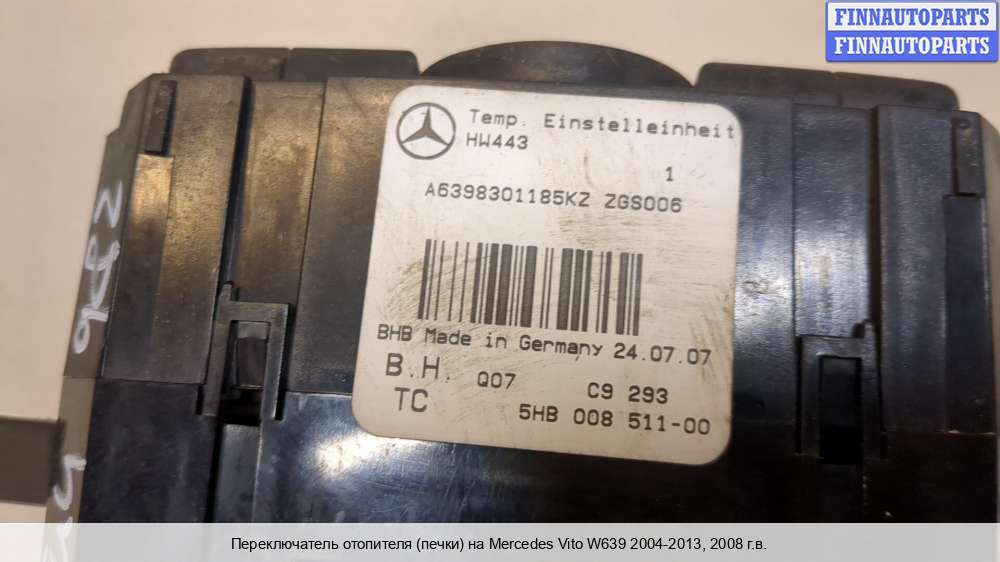 FINNAUTOPARTS
FINNAUTOPARTS
Temp. Einstelleinheit
HW443
1
A6398301185KZ ZGS006
BHB Made in Germany 24.07.07
B.H. Q07 C9 293
TC 5HB 008 511-00
Переключатель отопителя (печки) на Mercedes Vito W639 2004-2013, 2008 г.в.